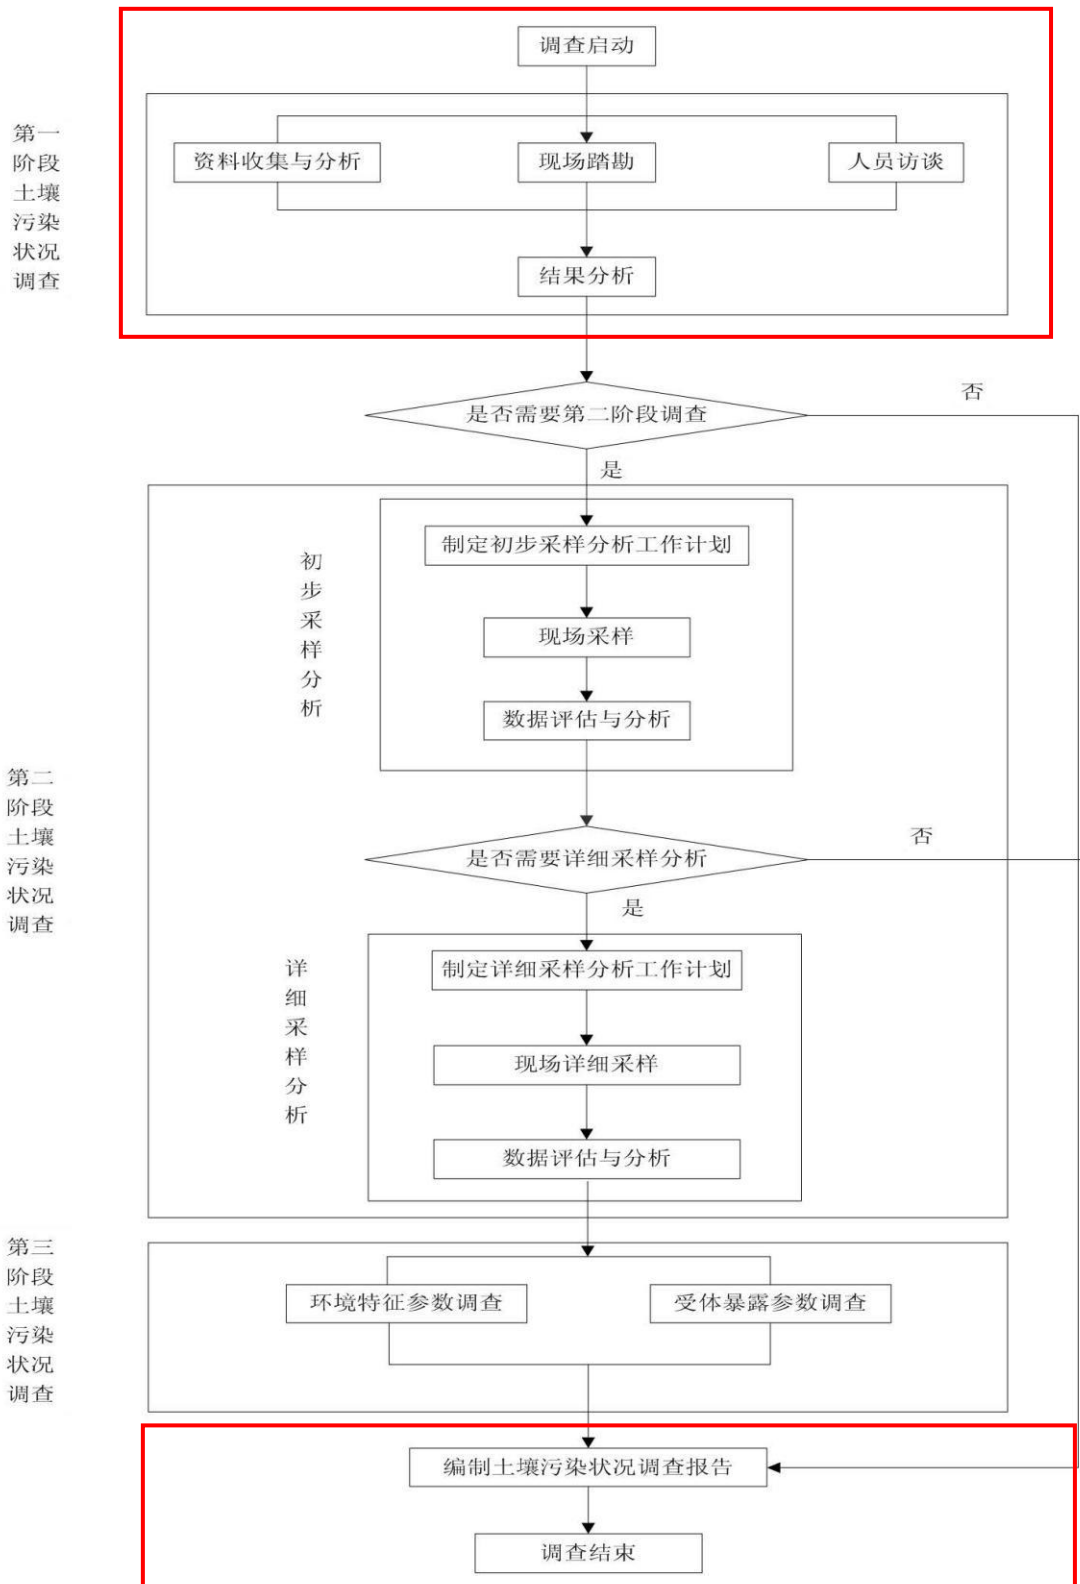 调查启动
第一
阶段
土壤
污染
状况
调查
资料收集与分析
现场踏勘
人员访谈
结果分析
是否需要第二阶段调查
否
是
第二
阶段
土壤
污染
状况
调查
初
步
采
样
分
析
制定初步采样分析工作计划
现场采样
数据评估与分析
是否需要详细采样分析
否
是
详
细
采
样
分
析
制定详细采样分析工作计划
现场详细采样
数据评估与分析
第三
阶段
土壤
污染
状况
调查
环境特征参数调查
受体暴露参数调查
编制土壤污染状况调查报告
调查结束